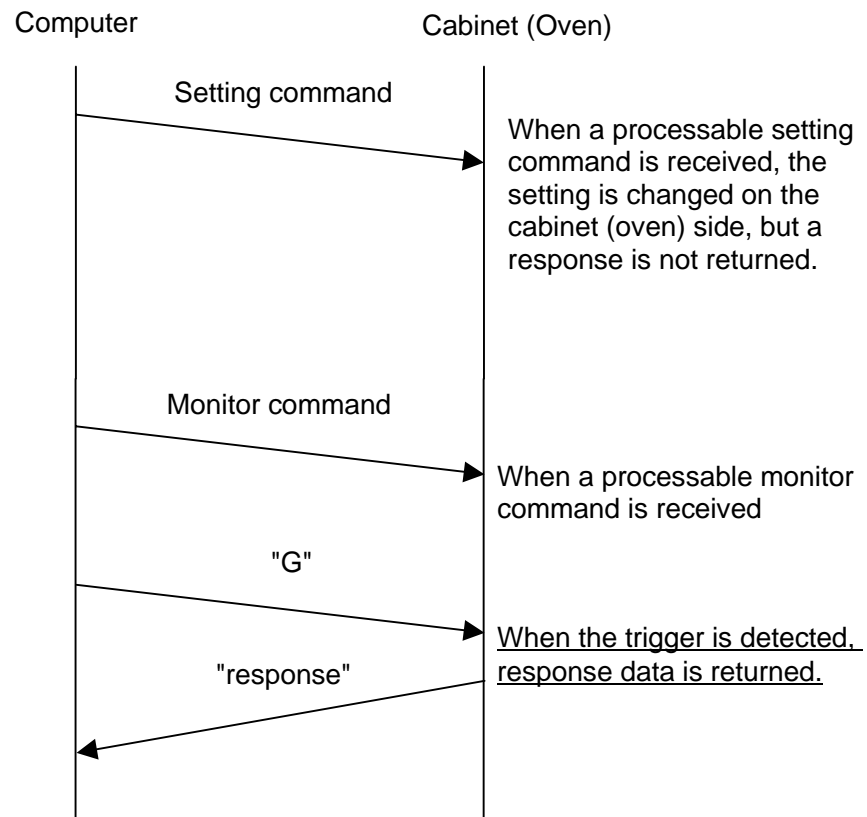 Computer
Cabinet (Oven)
Setting command
When a processable setting
command is received, the
setting is changed on the
cabinet (oven) side, but a
response is not returned.
Monitor command
When a processable monitor
command is received
"G"
When the trigger is detected,
response data is returned.
"response"